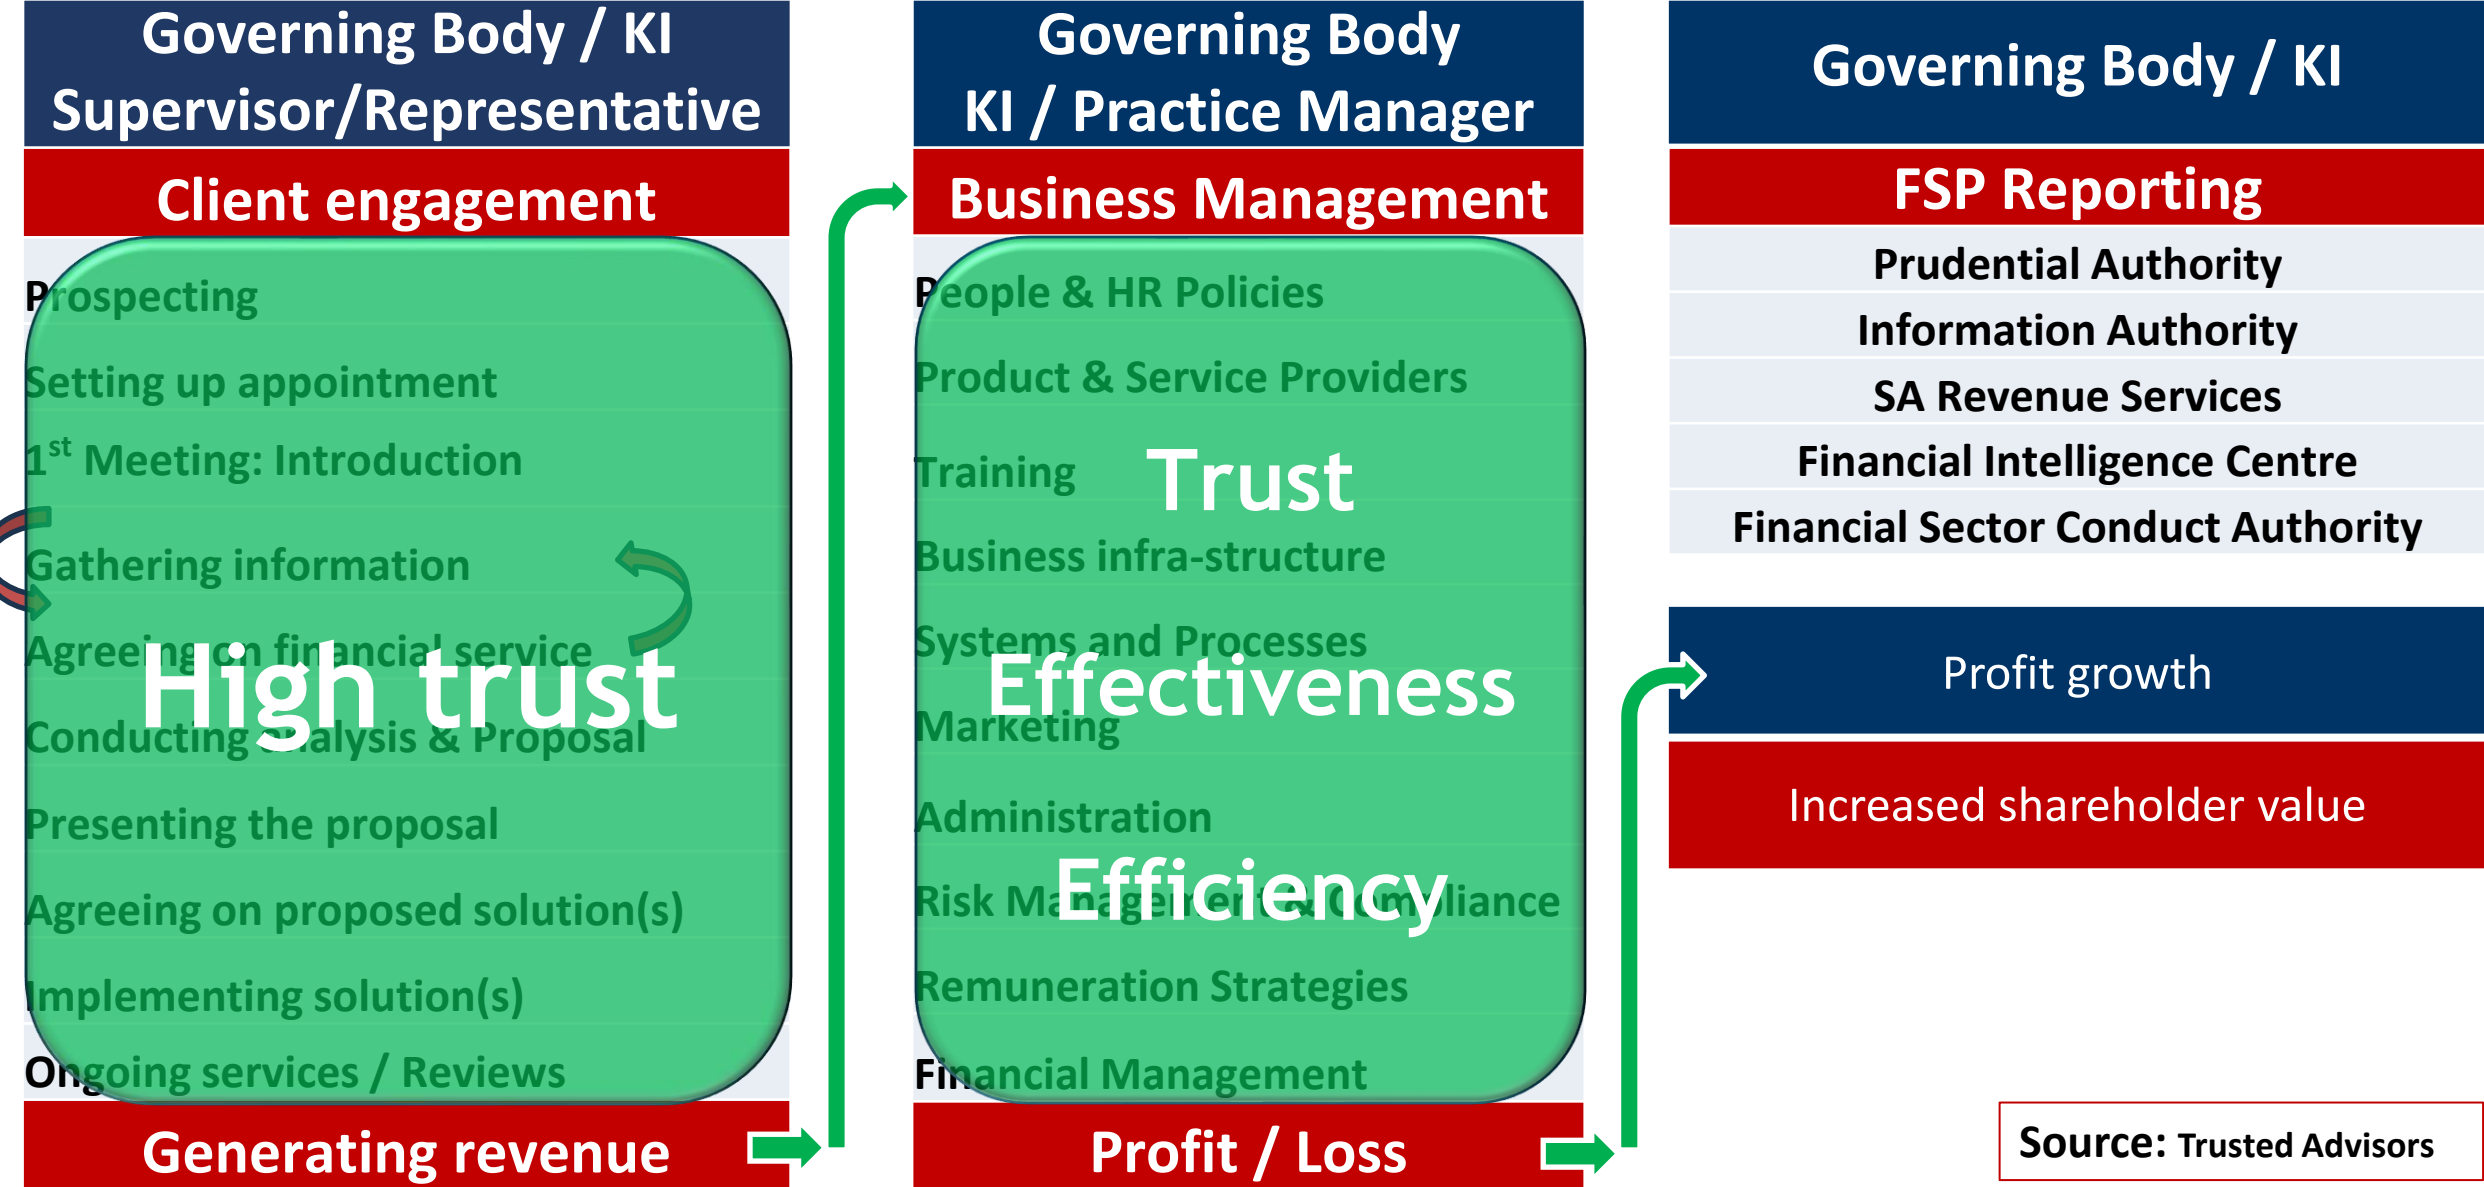 Governing Body / KI
Supervisor/Representative
Client engagement
Prospecting
Setting up appointment
1st Meeting: Introduction
Gathering information
Agreeing on financial service
High trust
Conducting analysis & Proposal
Presenting the proposal
Agreeing on proposed solution(s)
Implementing solution(s)
Ongoing services / Reviews
Generating revenue
Governing Body
KI / Practice Manager
Business Management
People & HR Policies
Product & Service Providers
Training
Trust
Business infra-structure
Systems and Processes
Effectiveness
Marketing
Administration
Efficiency
Risk Management & Compliance
Remuneration Strategies
Financial Management
Profit / Loss
Governing Body / KI
FSP Reporting
Prudential Authority
Information Authority
SA Revenue Services
Financial Intelligence Centre
Financial Sector Conduct Authority
Profit growth
Increased shareholder value
Source: Trusted Advisors